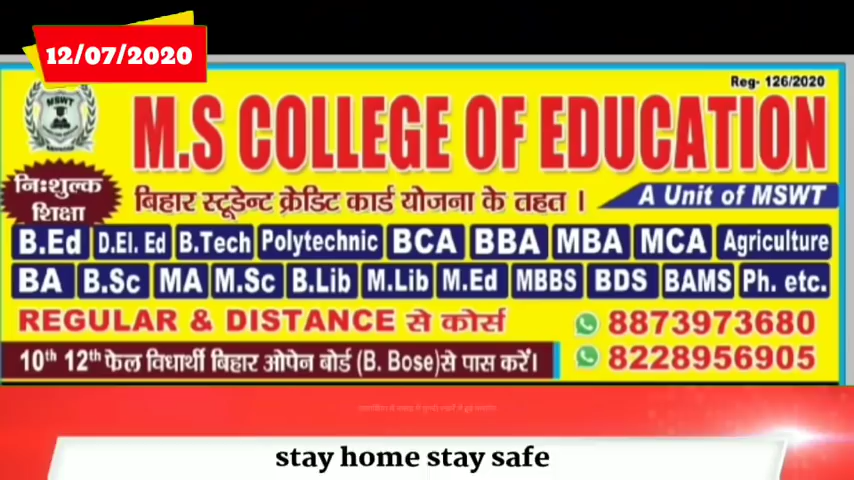 12/07/2020
Reg- 126/2020
MSWT
M.S COLLEGE OF EDUCATION
निःशुल्क
शिक्षा
बिहार स्टूडेन्ट क्रेडिट कार्ड योजना के तहत ।
A Unit of MSWT
B.Ed D.El. Ed B.Tech Polytechnic BCA BBA MBA MCA Agriculture
BA B.Sc MA M.Sc B.Lib M.Lib M.Ed MBBS BDS BAMS Ph. etc.
REGULAR & DISTANCE से कोर्स
8873973680
10th 12th फेल विधार्थी बिहार ओपेन बोर्ड (B. Bose)से पास करें।
8228956905
stay home stay safe